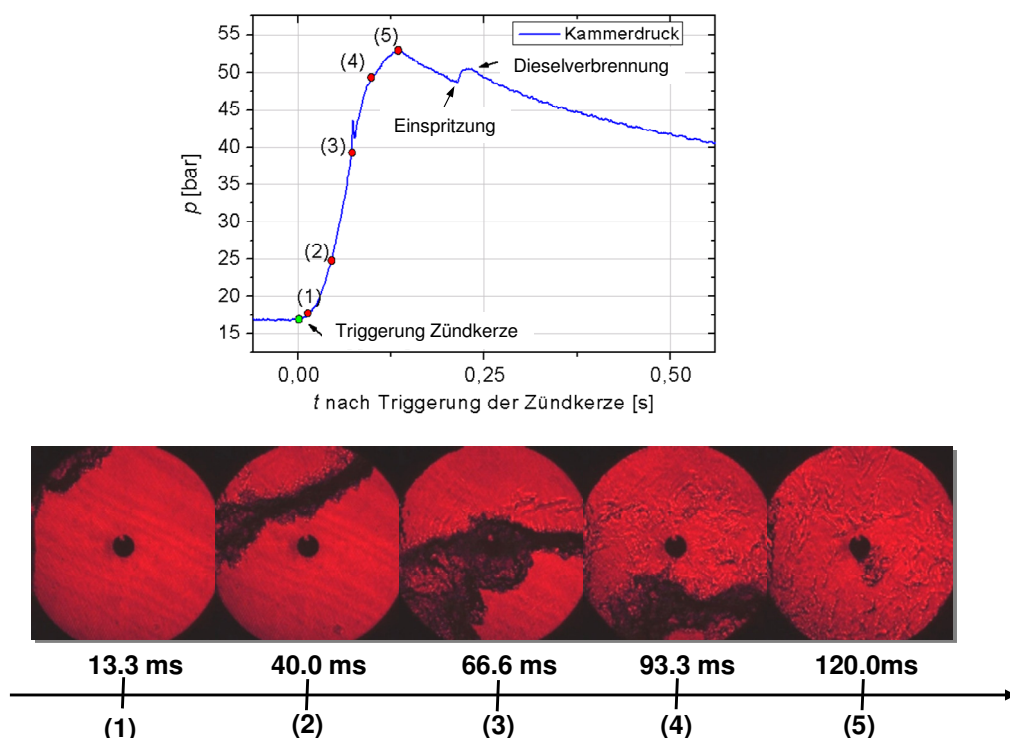 55
50
45
40
35
30
25
20
15
p [bar]
Kammerdruck
(5)
(4)
Dieselverbrennung
Einspritzung
(3)
(2)
(1)
Triggerung Zündkerze
0,00
0,25
0,50
t nach Triggerung der Zündkerze [s]
13.3 ms
40.0 ms
66.6 ms
93.3 ms
120.0ms
(1)
(2)
(3)
(4)
(5)